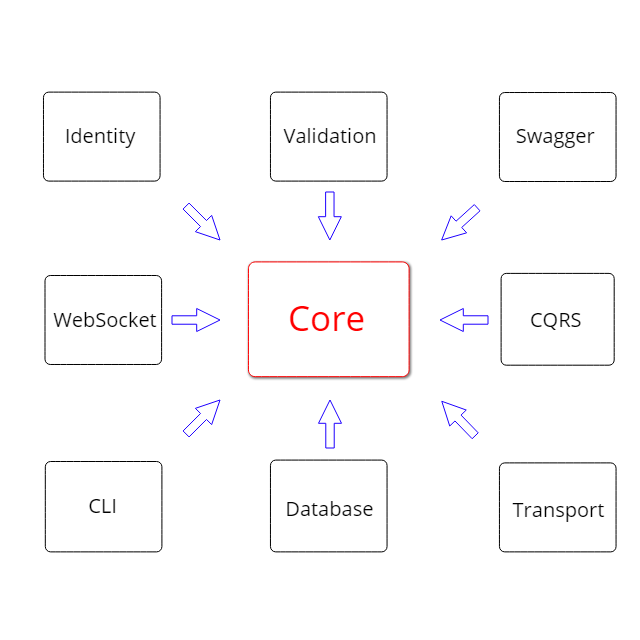 Identity
Validation
Swagger
WebSocket
Core
CQRS
CLI
Database
Transport